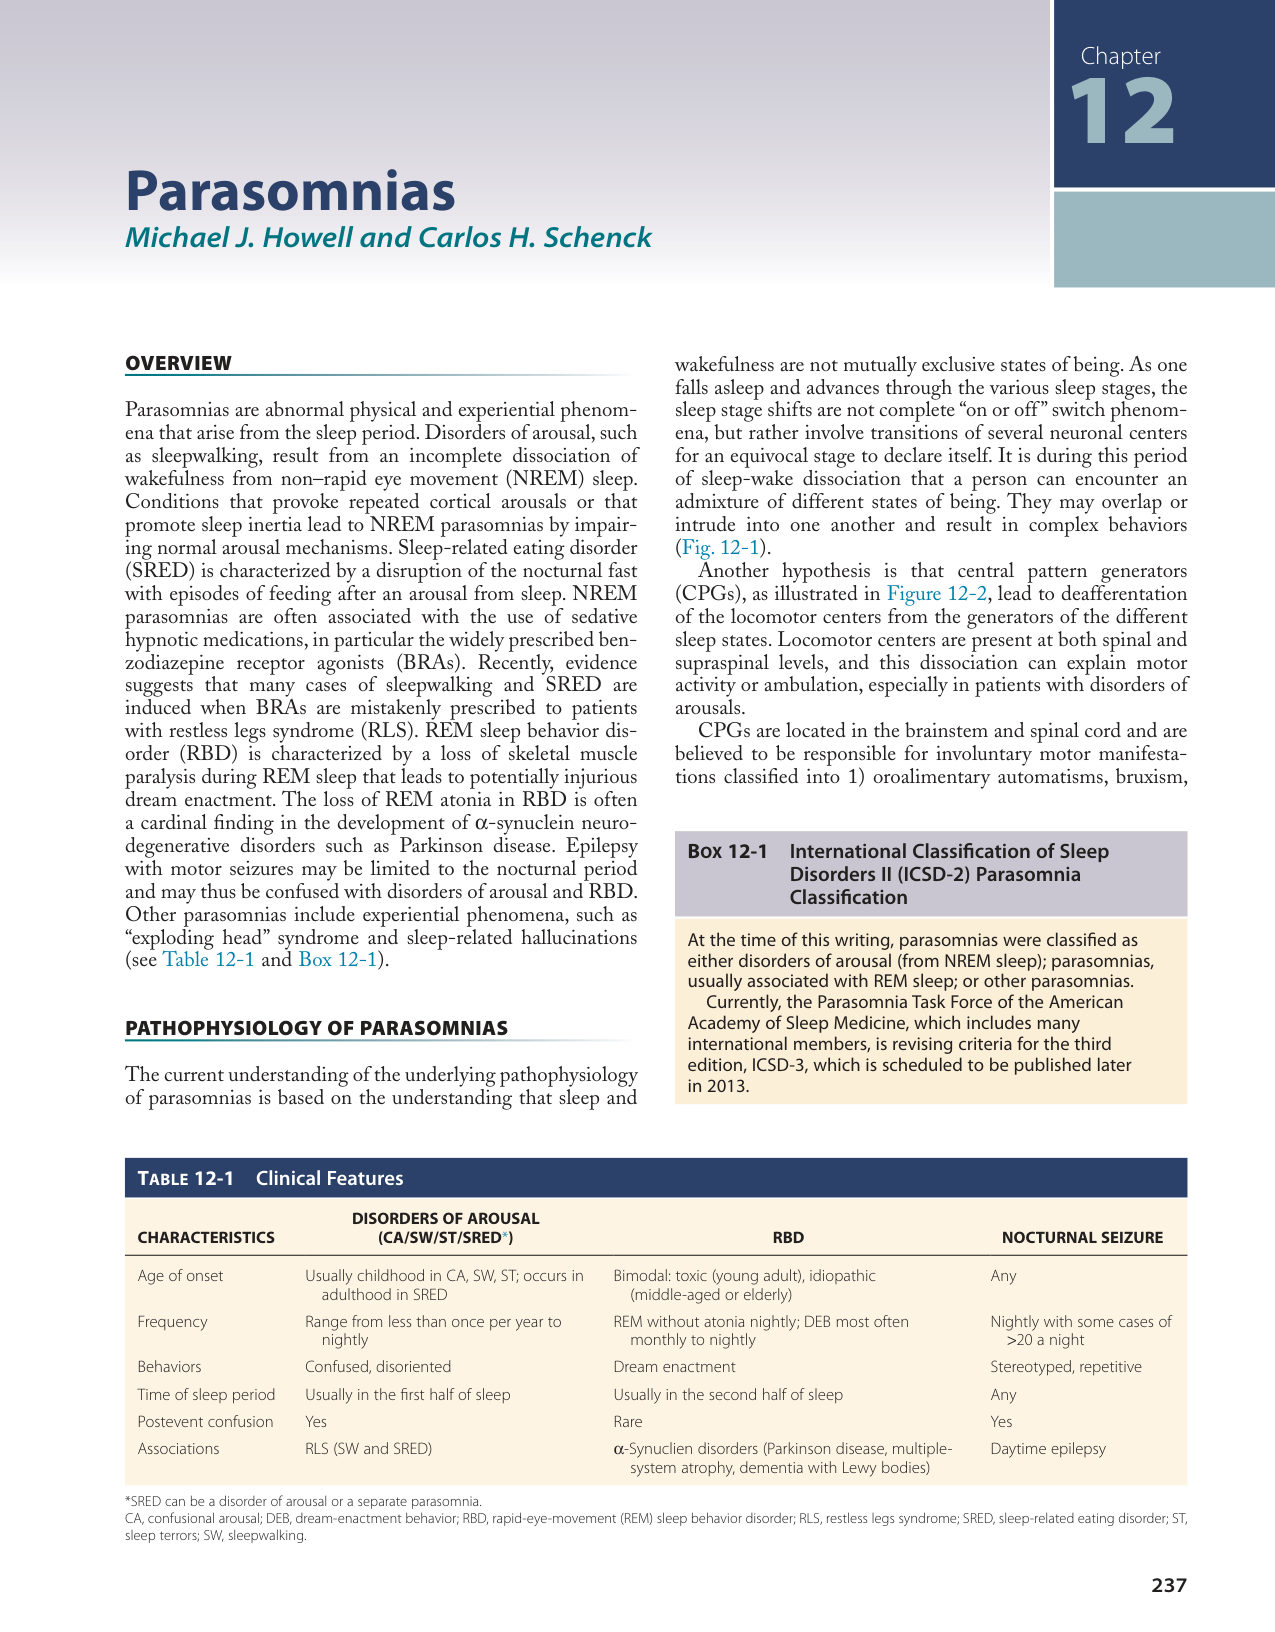 Chapter
12
Parasomnias
Michael J. Howell and Carlos H. Schenck
OVERVIEW
Parasomnias are abnormal physical and experiential phenom-
ena that arise from the sleep period. Disorders of arousal, such
as sleepwalking, result from an incomplete dissociation of
wakefulness from non–rapid eye movement (NREM) sleep.
Conditions that provoke repeated cortical arousals or that
promote sleep inertia lead to NREM parasomnias by impair-
ing normal arousal mechanisms. Sleep-related eating disorder
(SRED) is characterized by a disruption of the nocturnal fast
with episodes of feeding after an arousal from sleep. NREM
parasomnias are often associated with the use of sedative
hypnotic medications, in particular the widely prescribed ben-
zodiazepine receptor agonists (BRAs). Recently, evidence
suggests that many cases of sleepwalking and SRED are
induced when BRAs are mistakenly prescribed to patients
with restless legs syndrome (RLS). REM sleep behavior dis-
order (RBD) is characterized by a loss of skeletal muscle
paralysis during REM sleep that leads to potentially injurious
dream enactment. The loss of REM atonia in RBD is often
a cardinal finding in the development of α-synuclein neuro-
degenerative disorders such as Parkinson disease. Epilepsy
with motor seizures may be limited to the nocturnal period
and may thus be confused with disorders of arousal and RBD.
Other parasomnias include experiential phenomena, such as
“exploding head” syndrome and sleep-related hallucinations
(see Table 12-1 and Box 12-1).
PATHOPHYSIOLOGY OF PARASOMNIAS
The current understanding of the underlying pathophysiology
of parasomnias is based on the understanding that sleep and
wakefulness are not mutually exclusive states of being. As one
falls asleep and advances through the various sleep stages, the
sleep stage shifts are not complete “on or off” switch phenom-
ena, but rather involve transitions of several neuronal centers
for an equivocal stage to declare itself. It is during this period
of sleep-wake dissociation that a person can encounter an
admixture of different states of being. They may overlap or
intrude into one another and result in complex behaviors
(Fig. 12-1).
Another hypothesis is that central pattern generators
(CPGs), as illustrated in Figure 12-2, lead to deafferentation
of the locomotor centers from the generators of the different
sleep states. Locomotor centers are present at both spinal and
supraspinal levels, and this dissociation can explain motor
activity or ambulation, especially in patients with disorders of
arousals.
CPGs are located in the brainstem and spinal cord and are
believed to be responsible for involuntary motor manifesta-
tions classified into 1) oroalimentary automatisms, bruxism,
BOX 12-1 International Classification of Sleep
Disorders II (ICSD-2) Parasomnia
Classification
At the time of this writing, parasomnias were classified as
either disorders of arousal (from NREM sleep); parasomnias,
usually associated with REM sleep; or other parasomnias.
Currently, the Parasomnia Task Force of the American
Academy of Sleep Medicine, which includes many
international members, is revising criteria for the third
edition, ICSD-3, which is scheduled to be published later
in 2013.
TABLE 12-1 Clinical Features
CHARACTERISTICS DISORDERS OF AROUSAL (CA/SW/ST/SRED*) RBD NOCTURNAL SEIZURE
Age of onset Usually childhood in CA, SW, ST; occurs in adulthood in SRED Bimodal: toxic (young adult), idiopathic (middle-aged or elderly) Any
Frequency Range from less than once per year to nightly REM without atonia nightly; DEB most often monthly to nightly Nightly with some cases of >20 a night
Behaviors Confused, disoriented Dream enactment Stereotyped, repetitive
Time of sleep period Usually in the first half of sleep Usually in the second half of sleep Any
Postevent confusion Yes Rare Yes
Associations RLS (SW and SRED) α-Synuclien disorders (Parkinson disease, multiple-system atrophy, dementia with Lewy bodies) Daytime epilepsy
*SRED can be a disorder of arousal or a separate parasomnia.
CA, confusional arousal; DEB, dream-enactment behavior; RBD, rapid-eye-movement (REM) sleep behavior disorder; RLS, restless legs syndrome; SRED, sleep-related eating disorder; ST,
sleep terrors; SW, sleepwalking.
237